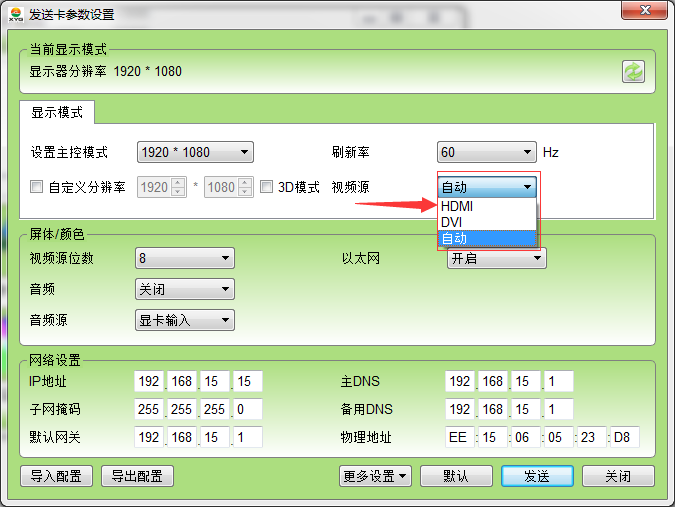 XYG 发送卡参数设置
当前显示模式
显示器分辨率 1920 * 1080
显示模式
设置主控模式 1920 * 1080 刷新率 60 Hz
自定义分辨率 1920 * 1080 3D模式 视频源 自动
HDMI
DVI
自动
屏体/颜色
视频源位数 8 以太网 开启
音频 关闭
音频源 显卡输入
网络设置
IP地址 192 . 168 . 15 . 15 主DNS 192 . 168 . 15 . 1
子网掩码 255 . 255 . 255 . 0 备用DNS 192 . 168 . 15 . 1
默认网关 192 . 168 . 15 . 1 物理地址 EE : 15 : 06 : 05 : 23 : D8
导入配置 导出配置 更多设置 默认 发送 关闭